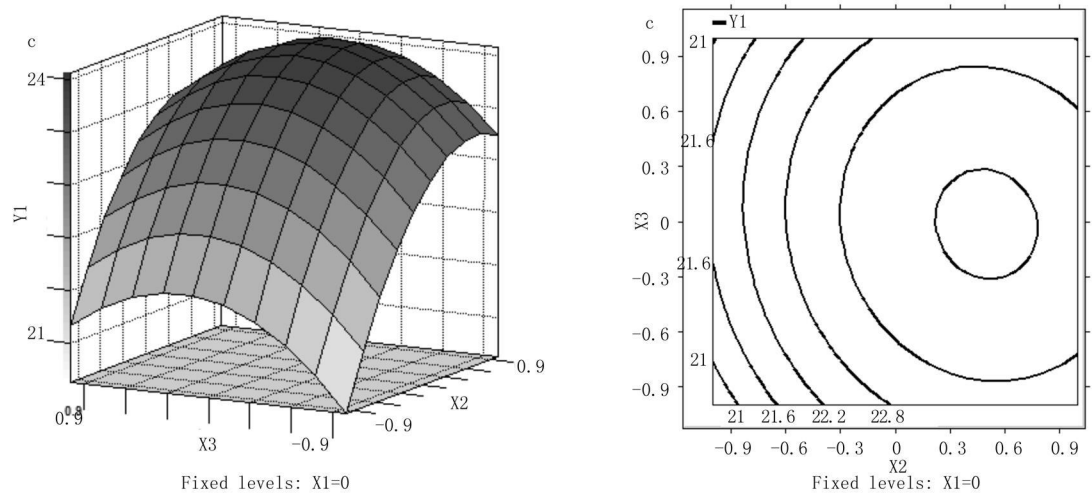 c
24
Y1
21
0.9
0.9
X3
-0.9
-0.9
X2
0.9
Fixed levels: X1=0
c
Y1
0.9
0.6
0.3
0
-0.3
-0.6
-0.9
X3
21
21.6
21.6
21
21 21.6 22.2 22.8
-0.9 -0.6 -0.3 0 0.3 0.6 0.9
X2
Fixed levels: X1=0